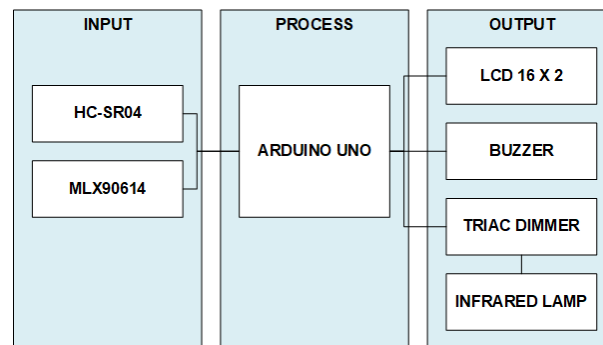 INPUT
HC-SR04
MLX90614
PROCESS
ARDUINO UNO
OUTPUT
LCD 16 X 2
BUZZER
TRIAC DIMMER
INFRARED LAMP